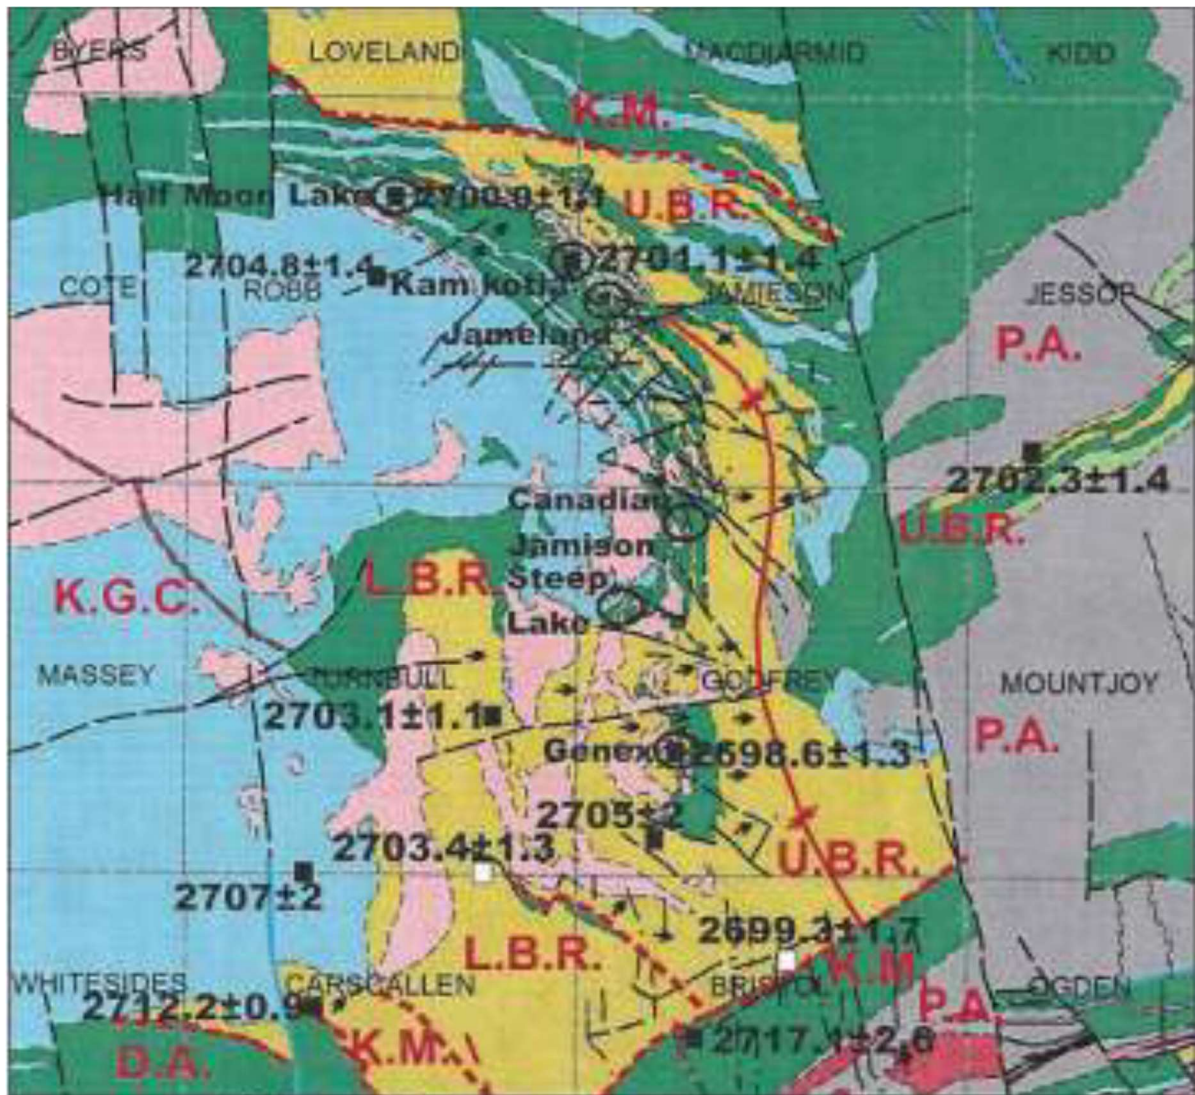 BYERS LOVELAND MACDIARMID KIDD
K.M.
Half Moon Lake 2700.0±1.1 U.B.R.
2704.8±1.4 2701.1±1.4
COTE ROBB Kam kotia JAMIESON JESSOP
Jameland P.A.
2702.3±1.4
Canadian
U.B.R.
Jamison
L.B.R. Steep
K.G.C.
Lake
MASSEY TURNBULL GODFREY MOUNTJOY
2703.1±1.1 P.A.
Genex 2698.6±1.3
2705±2
2703.4±1.3 U.B.R.
2707±2
2699.3±1.7
L.B.R. K.M.
WHITESIDES CARSCALLEN BRISTOL OGDEN
2712.2±0.9 P.A.
K.M. 2717.1±2.6
D.A.